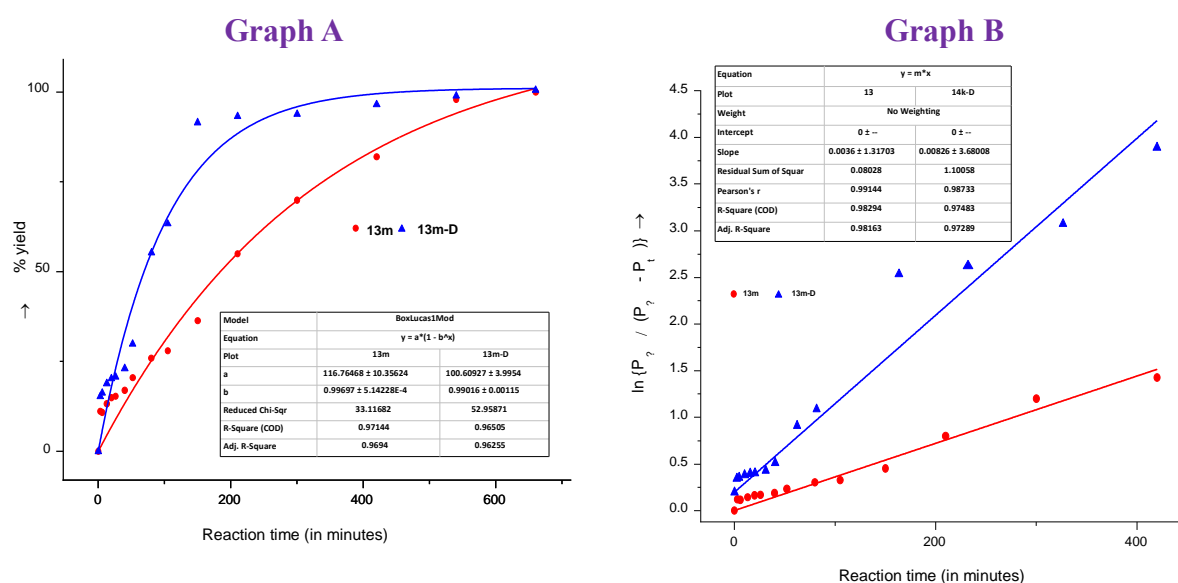 Graph A
Graph B
→ % yield
100
50
0
0
200
400
600
Reaction time (in minutes)
13m
13m-D
Model BoxLucas1Mod
Equation y = a*(1 - b^x)
Plot 13m 13m-D
a 116.76468 ± 10.35624 100.60927 ± 3.9954
b 0.99697 ± 5.14228E-4 0.99016 ± 0.00115
Reduced Chi-Sqr 33.11682 52.95871
R-Square (COD) 0.97144 0.96505
Adj. R-Square 0.9694 0.96255
ln {P_? / (P_? - P_t )} →
4.5
4.0
3.5
3.0
2.5
2.0
1.5
1.0
0.5
0.0
0
200
400
Reaction time (in minutes)
Equation y = m*x
Plot 13 14k-D
Weight No Weighting
Intercept 0 ± -- 0 ± --
Slope 0.0036 ± 1.31703 0.00826 ± 3.68008
Residual Sum of Squar 0.08028 1.10058
Pearson's r 0.99144 0.98733
R-Square (COD) 0.98294 0.97483
Adj. R-Square 0.98163 0.97289
13m
13m-D